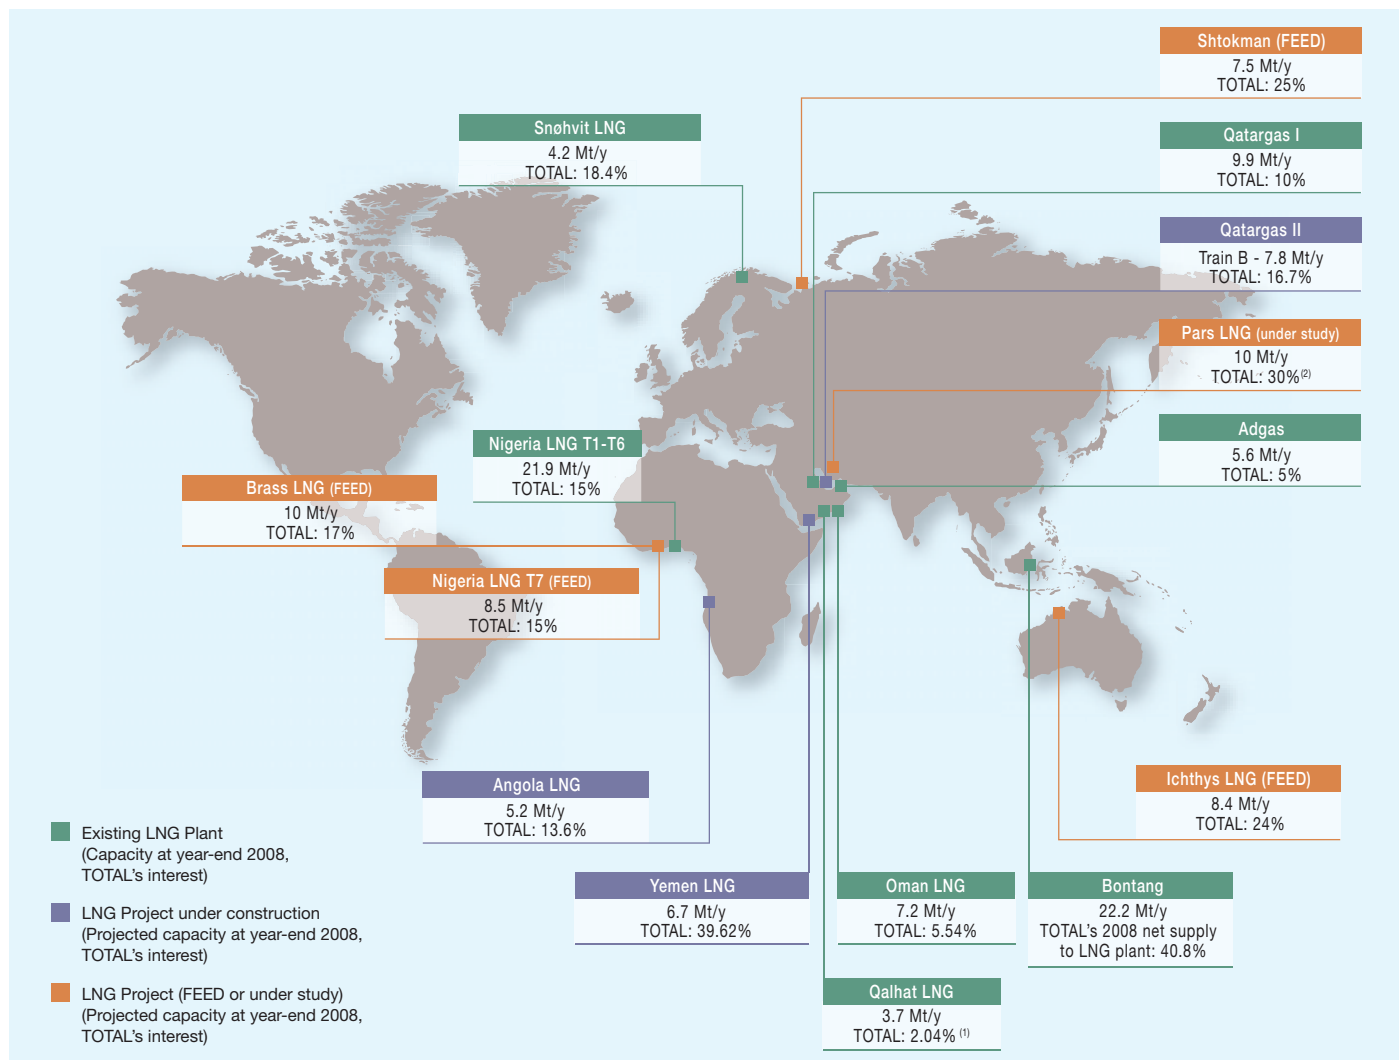 Shtokman (FEED)
7.5 Mt/y
TOTAL: 25%
Snøhvit LNG
4.2 Mt/y
TOTAL: 18.4%
Qatargas I
9.9 Mt/y
TOTAL: 10%
Qatargas II
Train B - 7.8 Mt/y
TOTAL: 16.7%
Pars LNG (under study)
10 Mt/y
TOTAL: 30%(2)
Adgas
5.6 Mt/y
TOTAL: 5%
Nigeria LNG T1-T6
21.9 Mt/y
TOTAL: 15%
Brass LNG (FEED)
10 Mt/y
TOTAL: 17%
Nigeria LNG T7 (FEED)
8.5 Mt/y
TOTAL: 15%
Angola LNG
5.2 Mt/y
TOTAL: 13.6%
Ichthys LNG (FEED)
8.4 Mt/y
TOTAL: 24%
Yemen LNG
6.7 Mt/y
TOTAL: 39.62%
Oman LNG
7.2 Mt/y
TOTAL: 5.54%
Bontang
22.2 Mt/y
TOTAL's 2008 net supply
to LNG plant: 40.8%
Qalhat LNG
3.7 Mt/y
TOTAL: 2.04% (1)
Existing LNG Plant
(Capacity at year-end 2008,
TOTAL's interest)
LNG Project under construction
(Projected capacity at year-end 2008,
TOTAL's interest)
LNG Project (FEED or under study)
(Projected capacity at year-end 2008,
TOTAL's interest)